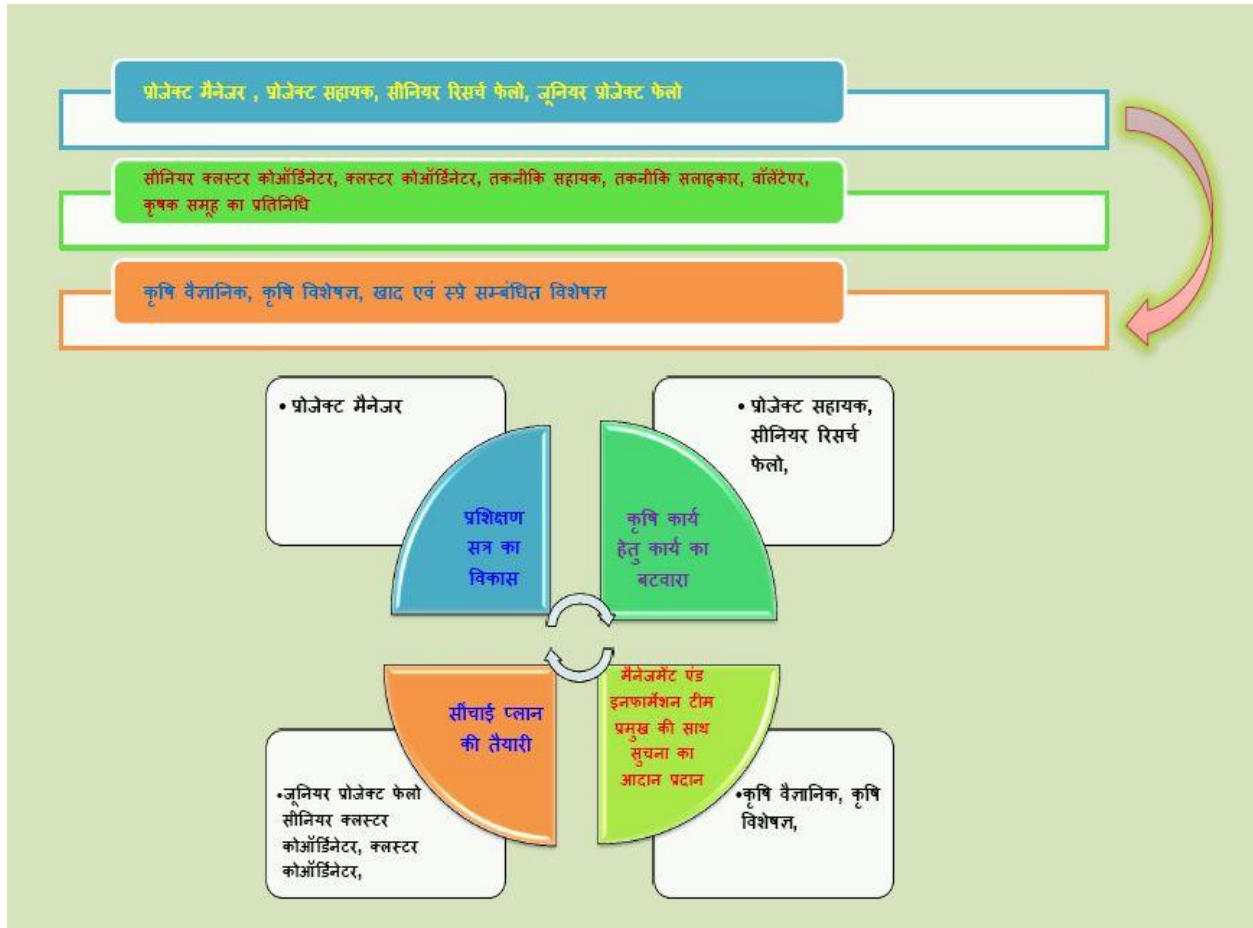 प्रोजेक्ट मैनेजर , प्रोजेक्ट सहायक, सीनियर रिसर्च फेलो, जूनियर प्रोजेक्ट फेलो
सीनियर क्लस्टर कोऑर्डिनेटर, क्लस्टर कोऑर्डिनेटर, तकनीकि सहायक, तकनीकि सलाहकार, वॉलेंटेएर,
कृषक समूह का प्रतिनिधि
कृषि वैज्ञानिक, कृषि विशेषज्ञ, खाद एवं स्प्रे सम्बंधित विशेषज्ञ
• प्रोजेक्ट मैनेजर
• प्रोजेक्ट सहायक,
सीनियर रिसर्च
फेलो,
प्रशिक्षण
सत्र का
विकास
कृषि कार्य
हेतु कार्य का
बटवारा
सींचाई प्लान
की तैयारी
मैनेजमेंट एंड
इनफार्मेशन टीम
प्रमुख की साथ
सुचना का
आदान प्रदान
•जूनियर प्रोजेक्ट फेलो
सीनियर क्लस्टर
कोऑर्डिनेटर, क्लस्टर
कोऑर्डिनेटर,
•कृषि वैज्ञानिक, कृषि
विशेषज्ञ,